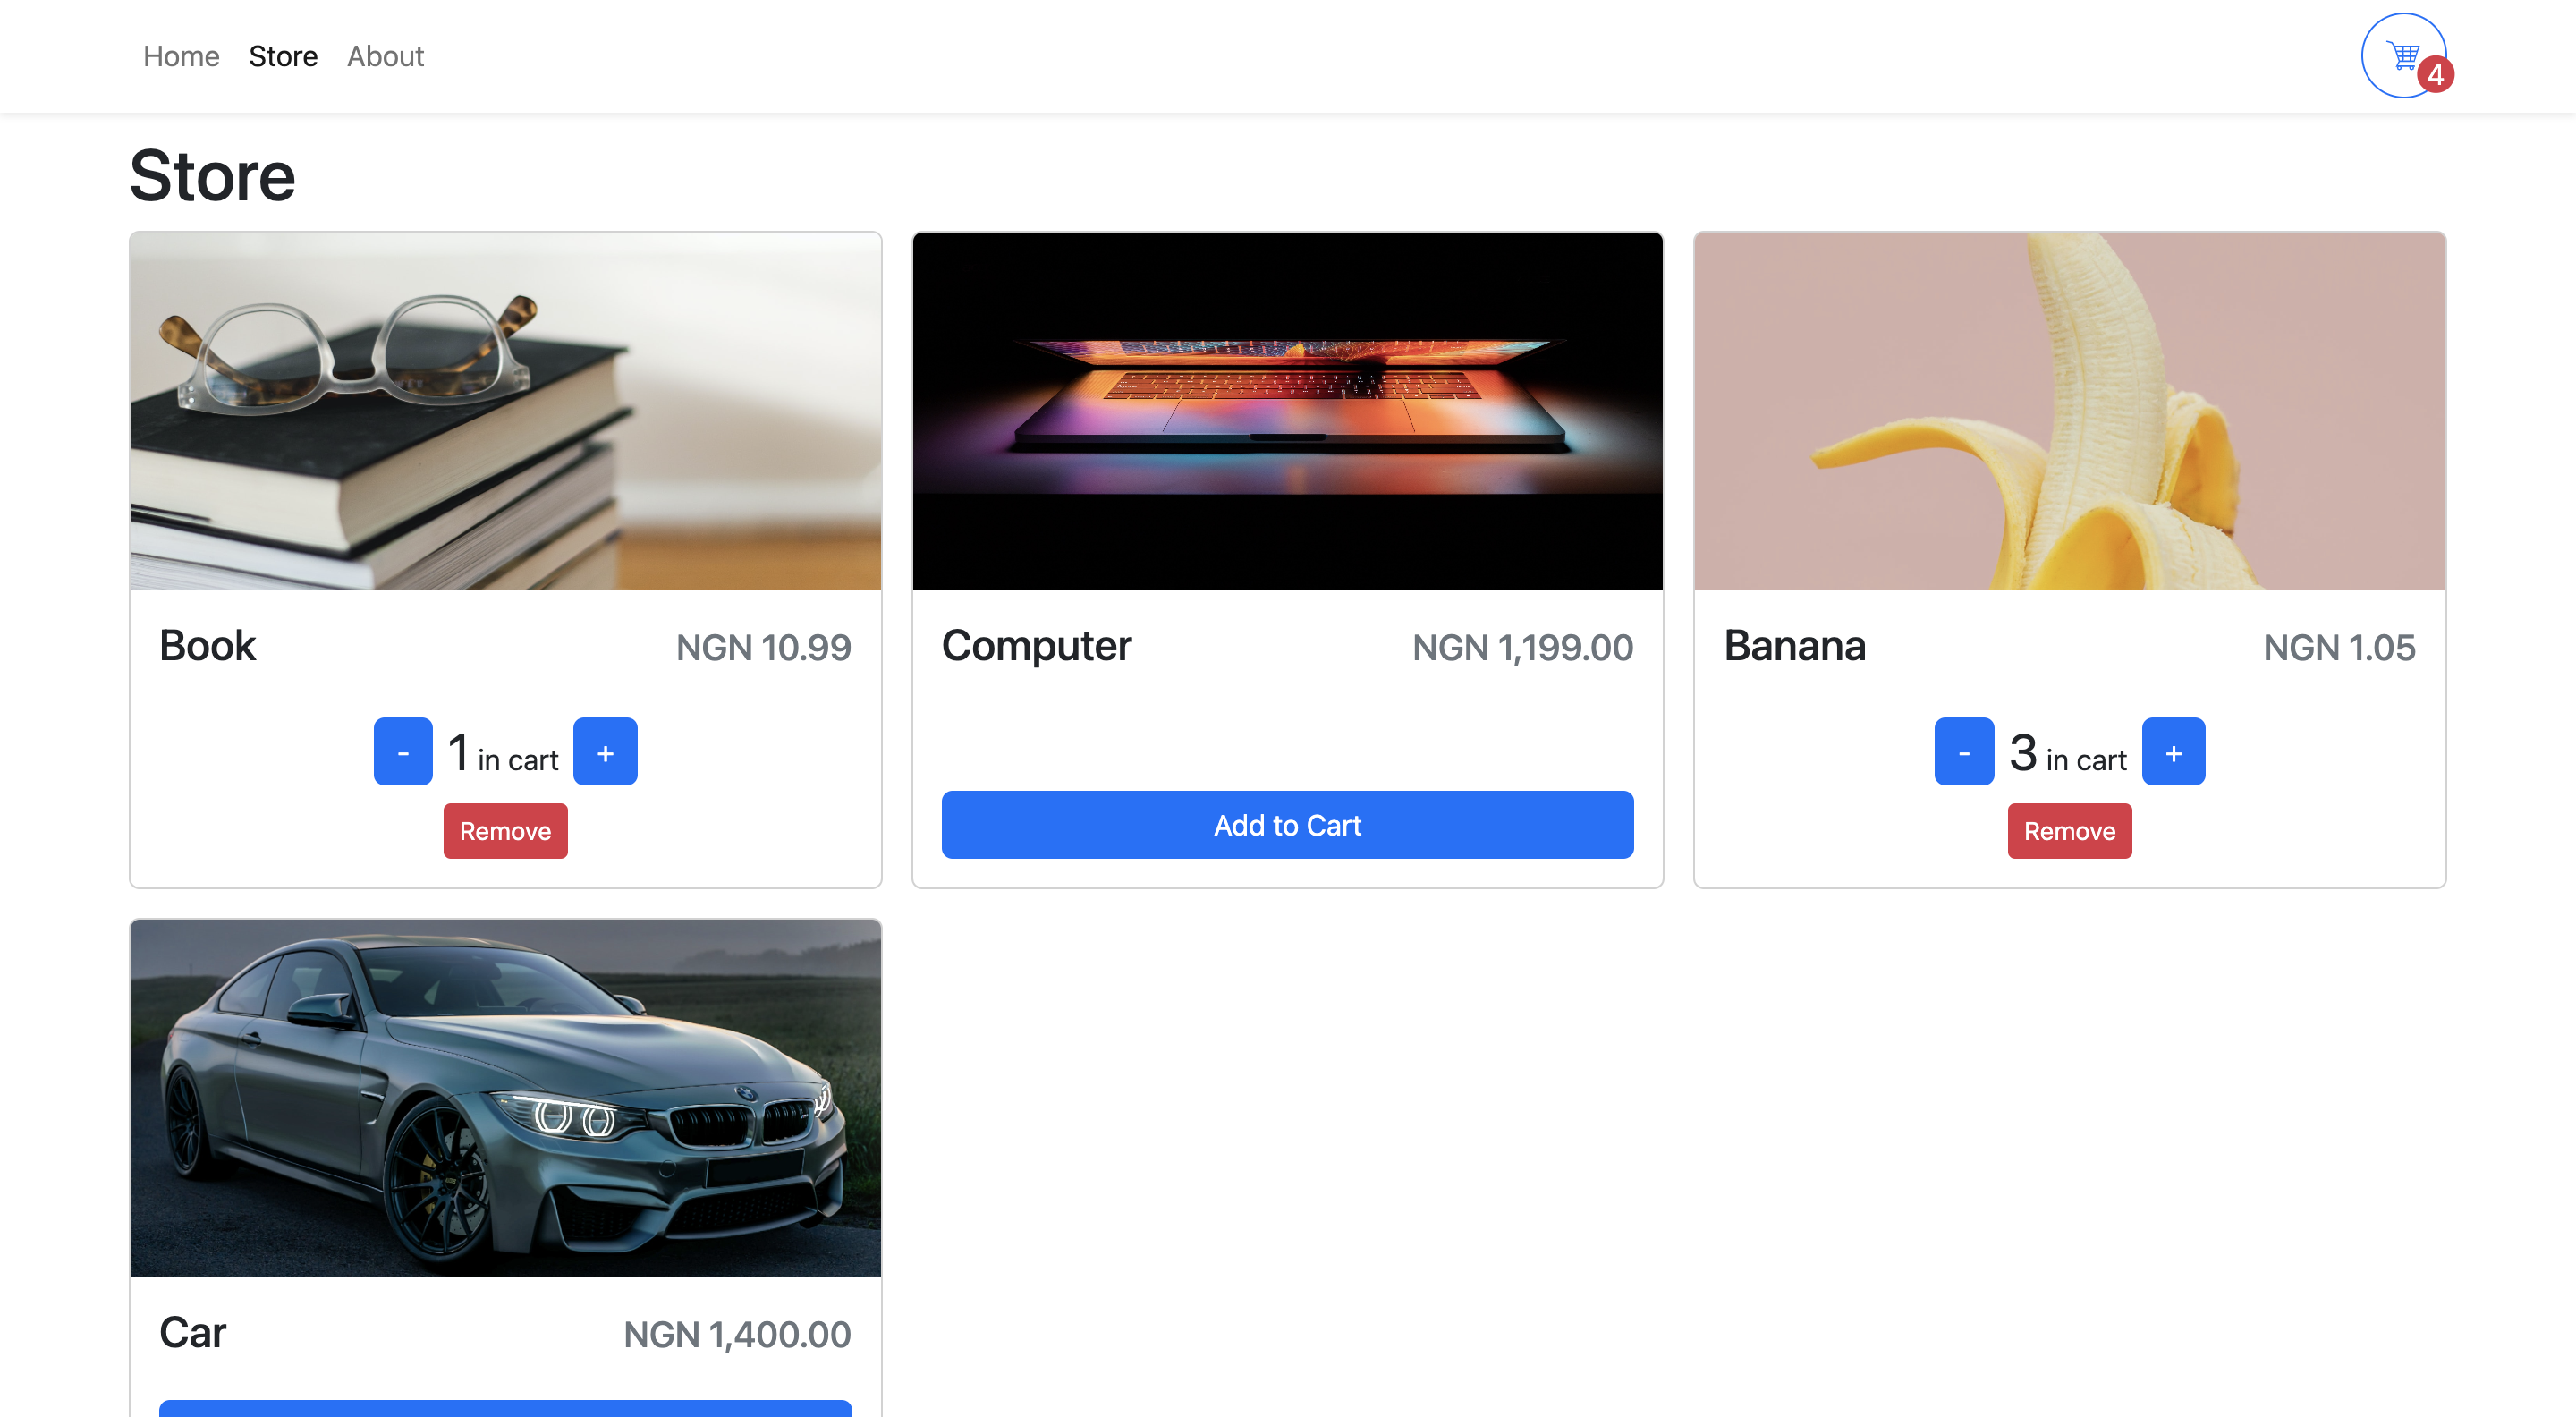 Home Store About
4
Store
Book NGN 10.99
- 1 in cart +
Remove
Computer NGN 1,199.00
Add to Cart
Banana NGN 1.05
- 3 in cart +
Remove
Car NGN 1,400.00